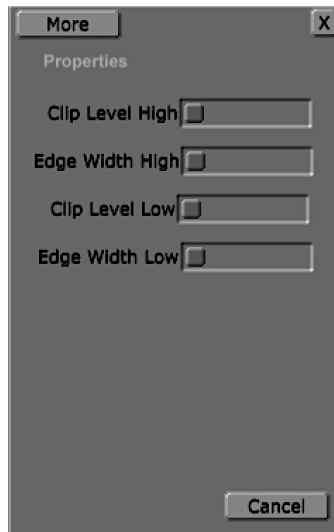 More X
Properties
Clip Level High
Edge Width High
Clip Level Low
Edge Width Low
Cancel